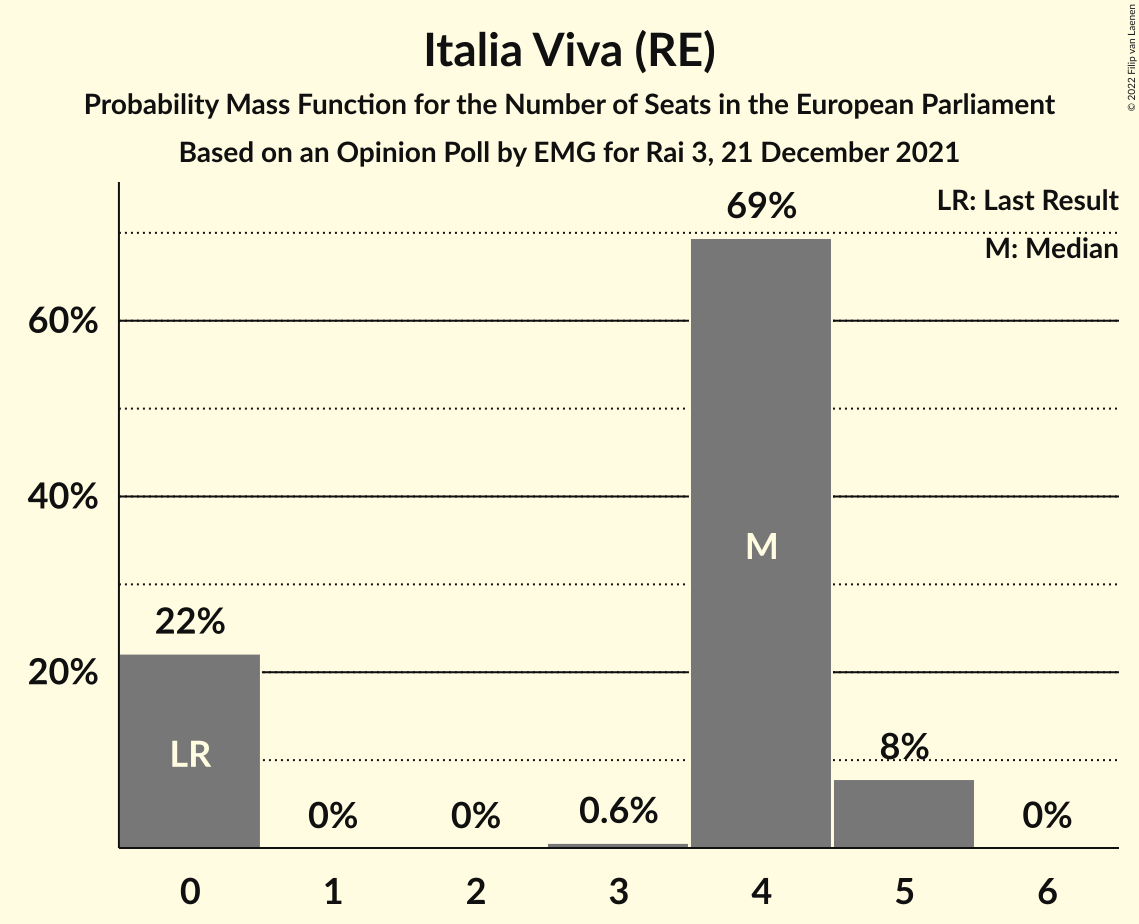 Italia Viva (RE)
Probability Mass Function for the Number of Seats in the European Parliament
Based on an Opinion Poll by EMG for Rai 3, 21 December 2021
© 2022 Filip van Laenen
LR: Last Result
M: Median
60%
40%
20%
22%
0%
0%
0.6%
69%
8%
0%
LR
M
0 1 2 3 4 5 6